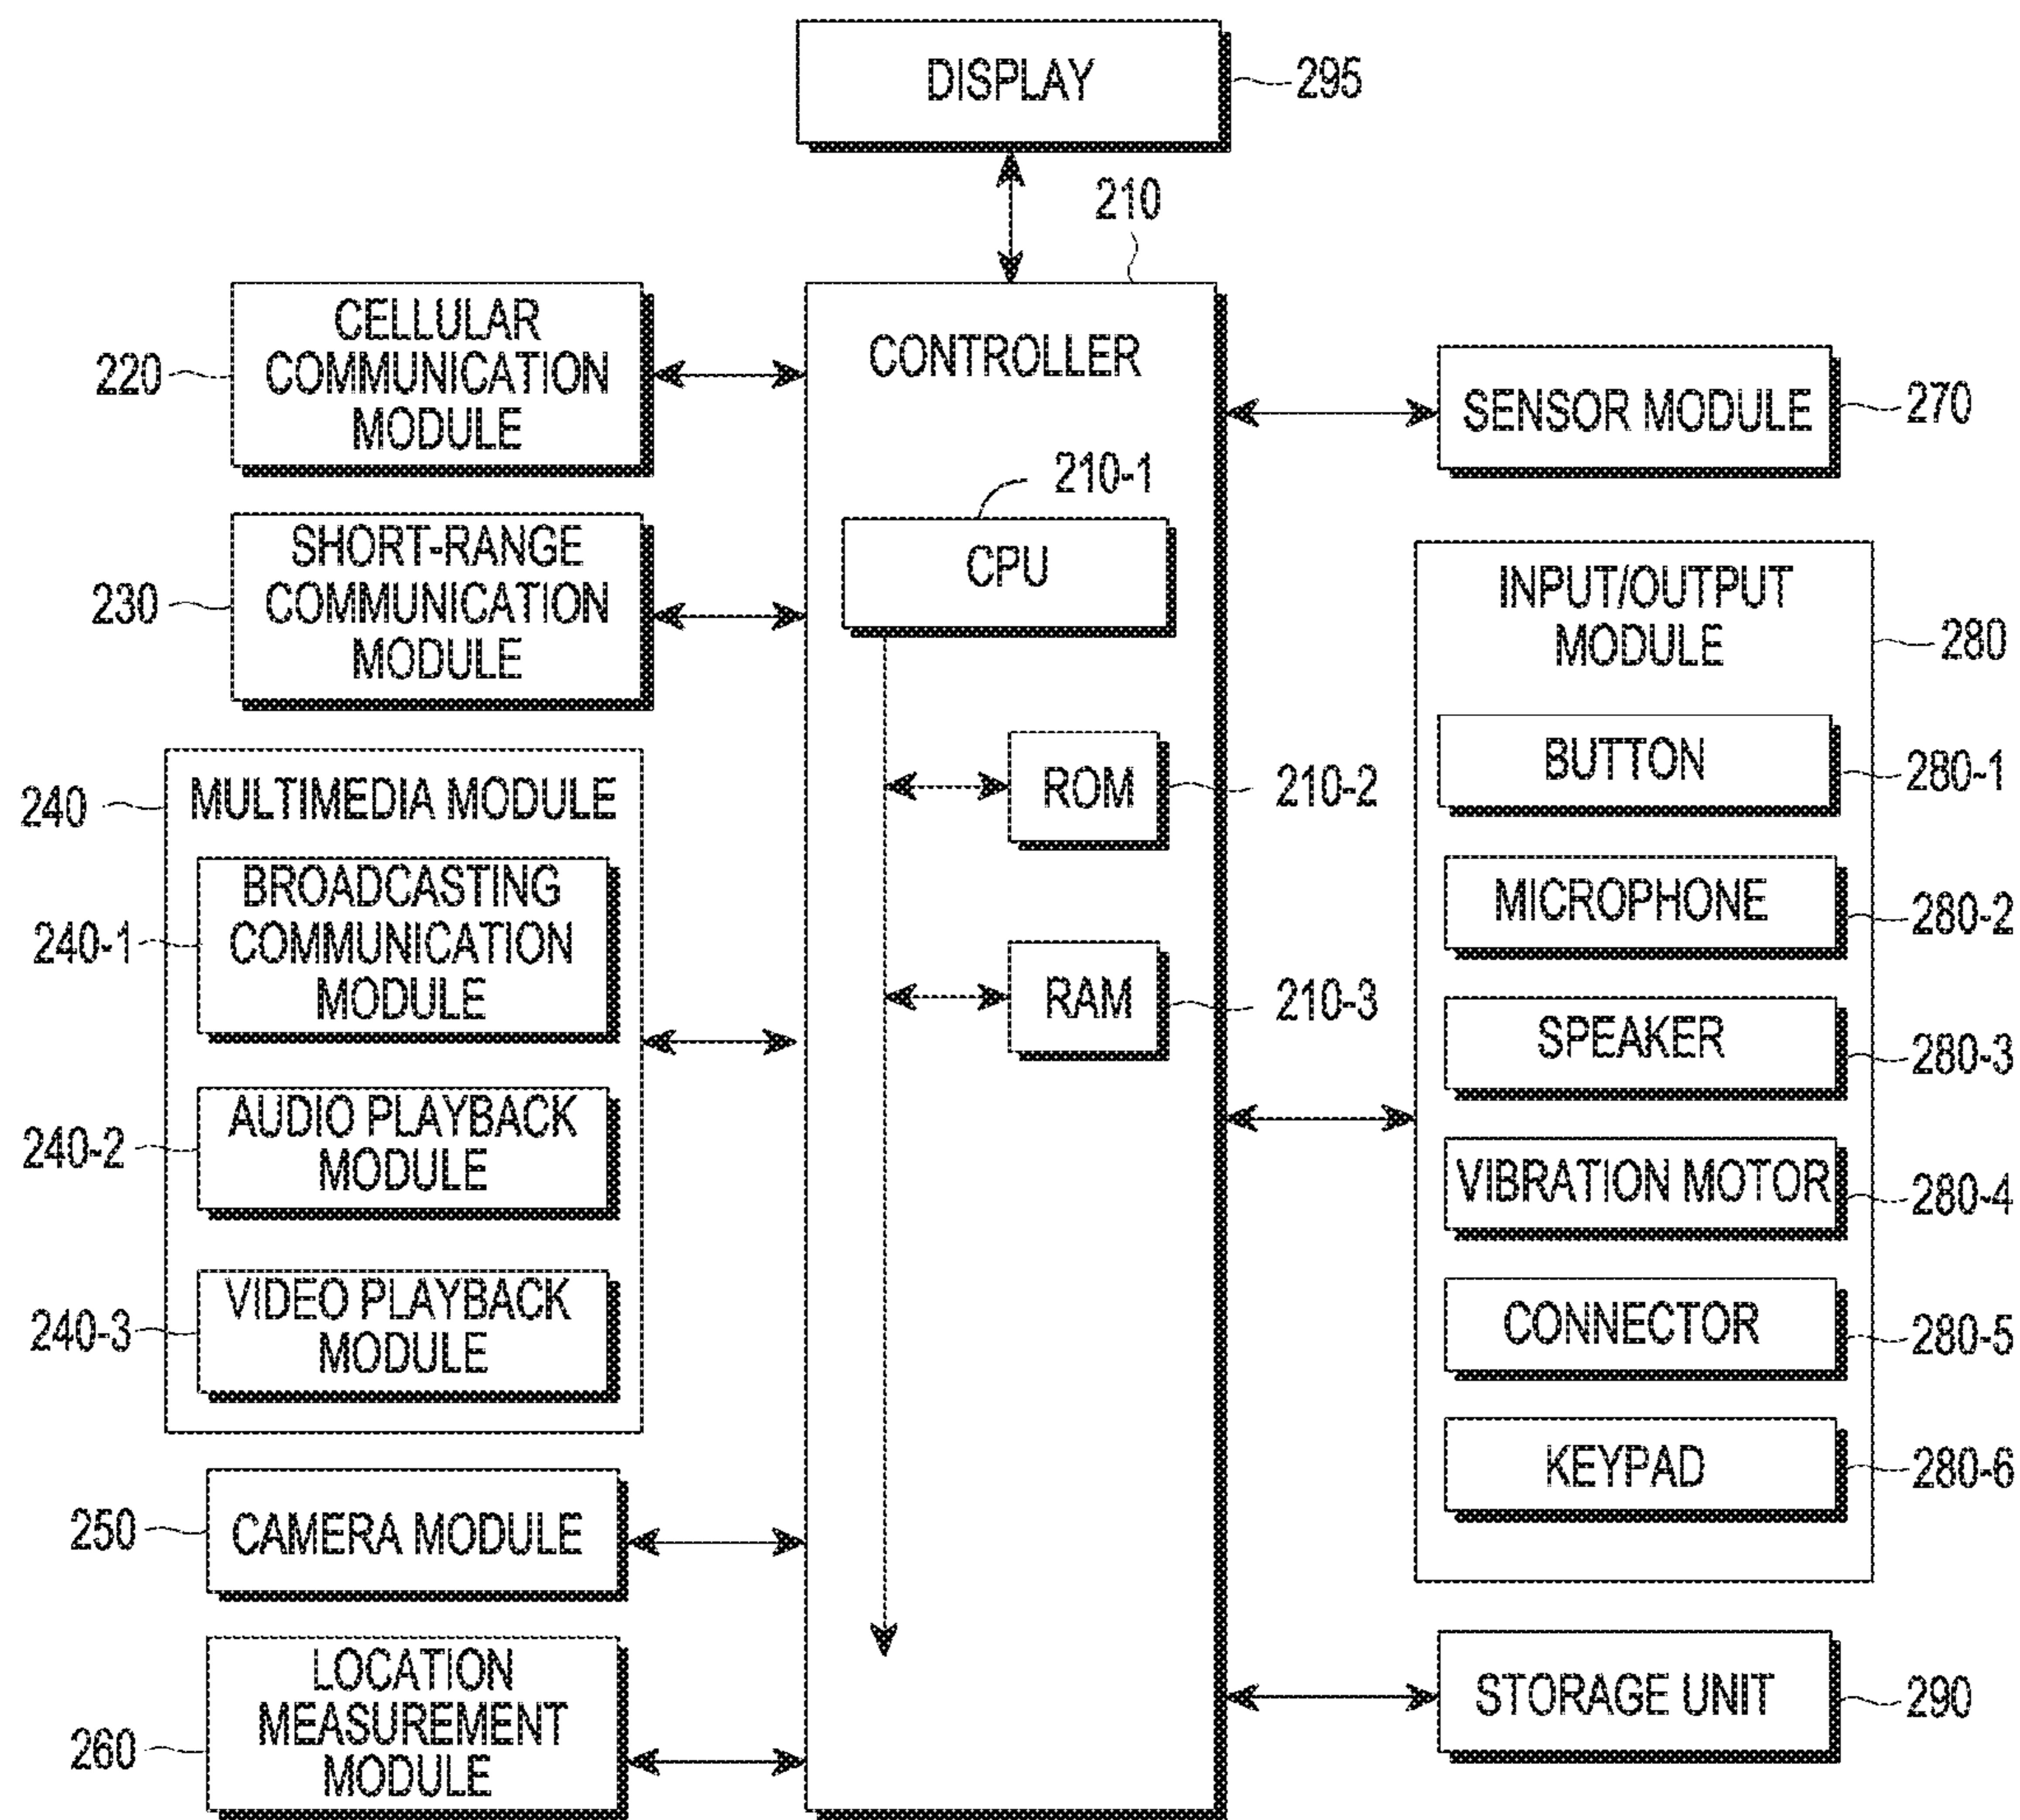 DISPLAY
295
210
CELLULAR
COMMUNICATION
MODULE
220
SHORT-RANGE
COMMUNICATION
MODULE
230
MULTIMEDIA MODULE
240
BROADCASTING
COMMUNICATION
MODULE
240-1
AUDIO PLAYBACK
MODULE
240-2
VIDEO PLAYBACK
MODULE
240-3
CAMERA MODULE
250
LOCATION
MEASUREMENT
MODULE
260
CONTROLLER
210-1
CPU
ROM
210-2
RAM
210-3
SENSOR MODULE
270
INPUT/OUTPUT
MODULE
280
BUTTON
280-1
MICROPHONE
280-2
SPEAKER
280-3
VIBRATION MOTOR
280-4
CONNECTOR
280-5
KEYPAD
280-6
STORAGE UNIT
290